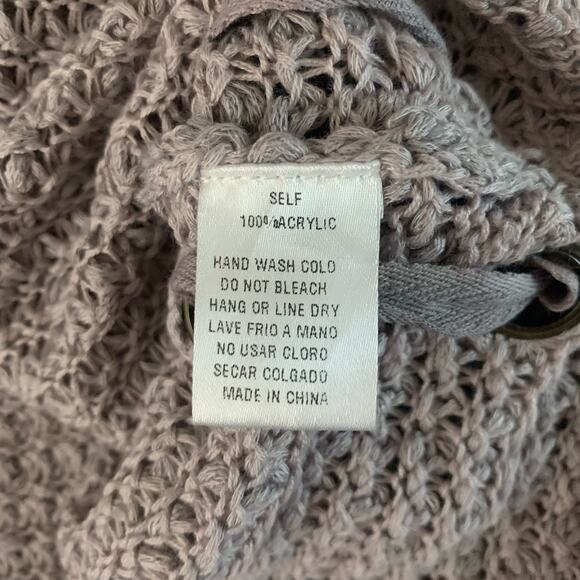 SELF
100%ACRYLIC
HAND WASH COLD
DO NOT BLEACH
HANG OR LINE DRY
LAVE FRIO A MANO
NO USAR CLORO
SECAR COLGADO
MADE IN CHINA